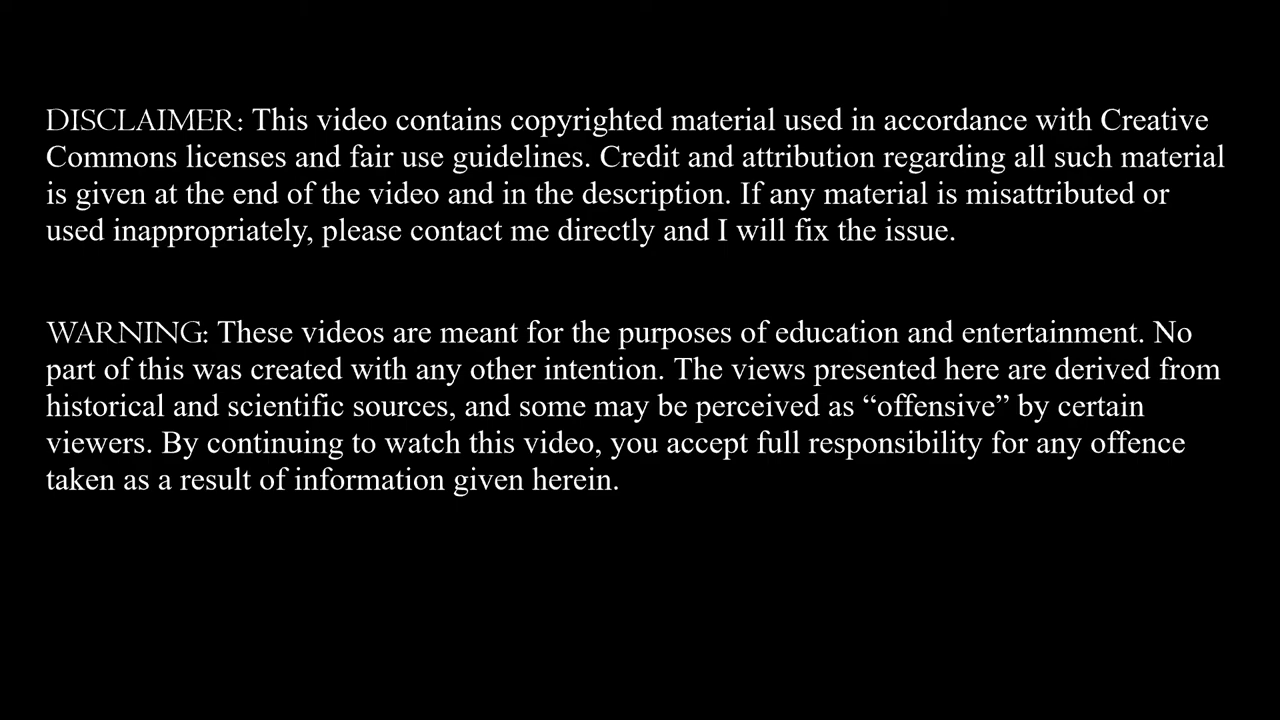 DISCLAIMER: This video contains copyrighted material used in accordance with Creative
Commons licenses and fair use guidelines. Credit and attribution regarding all such material
is given at the end of the video and in the description. If any material is misattributed or
used inappropriately, please contact me directly and I will fix the issue.
WARNING: These videos are meant for the purposes of education and entertainment. No
part of this was created with any other intention. The views presented here are derived from
historical and scientific sources, and some may be perceived as “offensive” by certain
viewers. By continuing to watch this video, you accept full responsibility for any offence
taken as a result of information given herein.